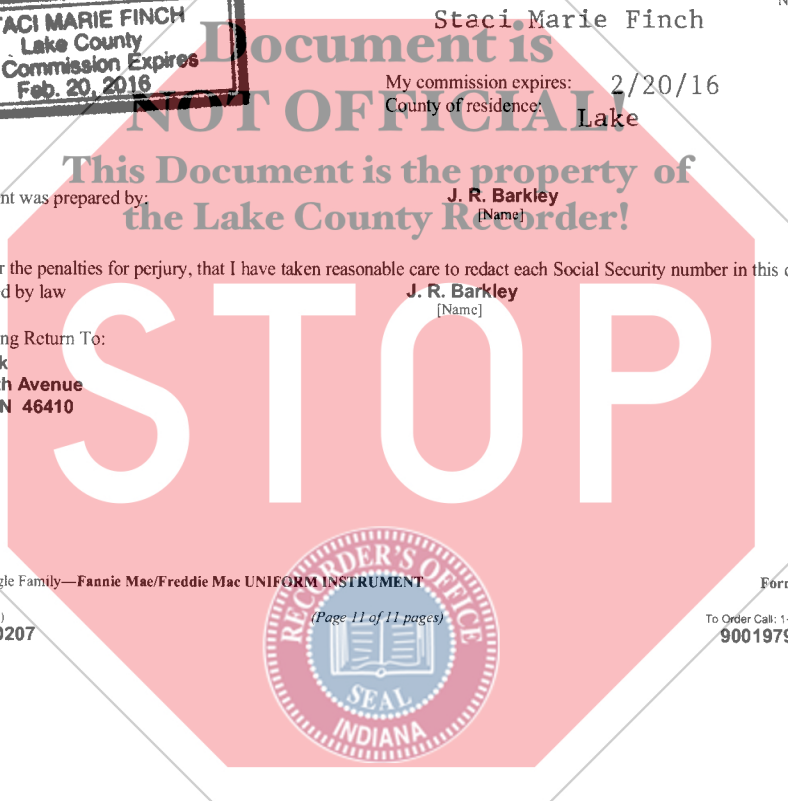 TACI MARIE FINCH
Lake County
Commission Expires
Feb. 20, 2016
Staci Marie Finch
Document is
My commission expires: 2/20/16
County of residence: Lake
NOT OFFICIAL!
This Document is the property of
nt was prepared by: J. R. Barkley
[Name]
the Lake County Recorder!
r the penalties for perjury, that I have taken reasonable care to redact each Social Security number in this
d by law J. R. Barkley
[Name]
ng Return To:
k
h Avenue
N 46410
STOP
gle Family—Fannie Mae/Freddie Mac UNIFORM INSTRUMENT
Form
(Page 11 of 11 pages)
0207
To Order Call: 1-
9001979
RECORDER'S OFFICE
SEAL
INDIANA